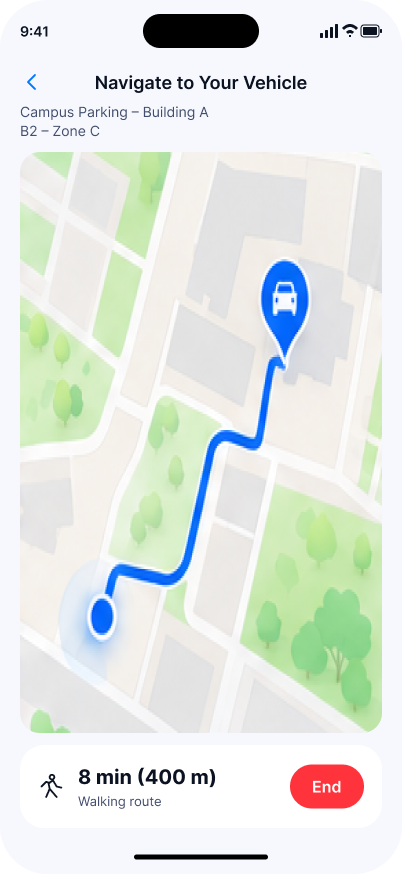 9:41
Navigate to Your Vehicle
Campus Parking – Building A
B2 – Zone C
8 min (400 m)
Walking route
End